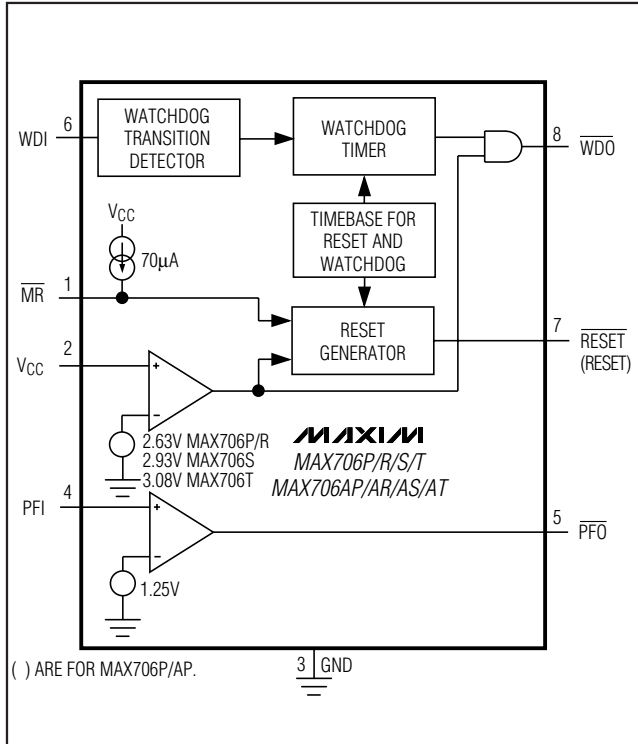 WDI
6
WATCHDOG
TRANSITION
DETECTOR
WATCHDOG
TIMER
8
WDO
VCC
70µA
TIMEBASE FOR
RESET AND
WATCHDOG
1
MR
RESET
GENERATOR
7
RESET
(RESET)
2
VCC
+
−
2.63V MAX706P/R
2.93V MAX706S
3.08V MAX706T
MAXIM
MAX706P/R/S/T
MAX706AP/AR/AS/AT
4
PFI
+
−
5
PFO
1.25V
3 GND
( ) ARE FOR MAX706P/AP.